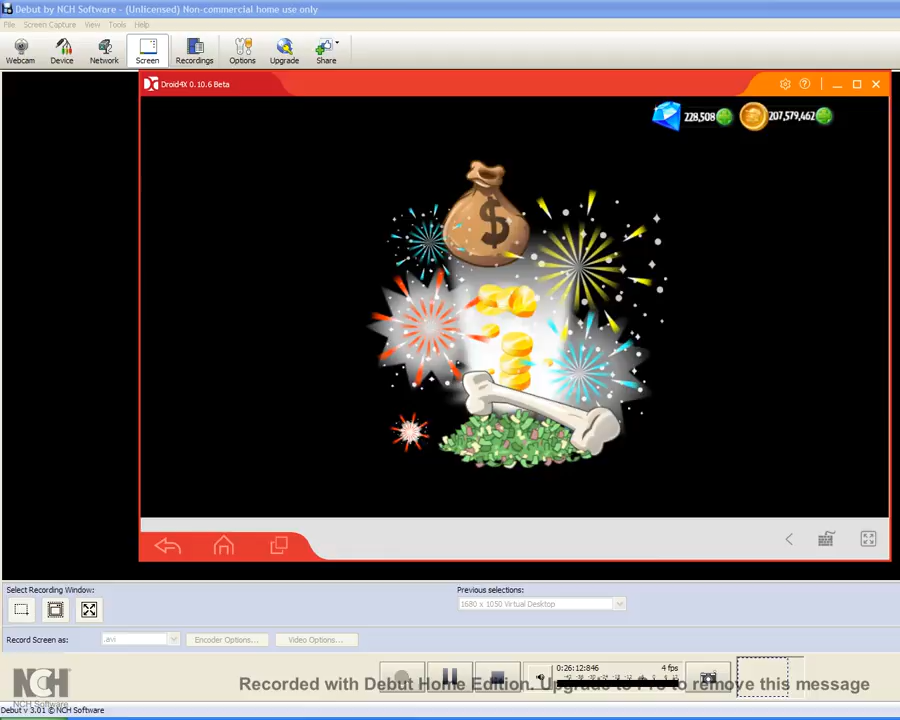 Debut by NCH Software - (Unlicensed) Non-commercial home use only
File Screen Capture View Tools Help
Webcam Device Network Screen Recordings Options Upgrade Share
Droid4X 0.10.6 Beta
228,508 207,579,462
$
Select Recording Window:
Previous selections:
1680 x 1050 Virtual Desktop
Record Screen as: .avi Encoder Options... Video Options...
0:26:12:846 4 fps
NCH
NCH Software
Recorded with Debut Home Edition. Upgrade to Pro to remove this message
Debut v 3.01 © NCH Software